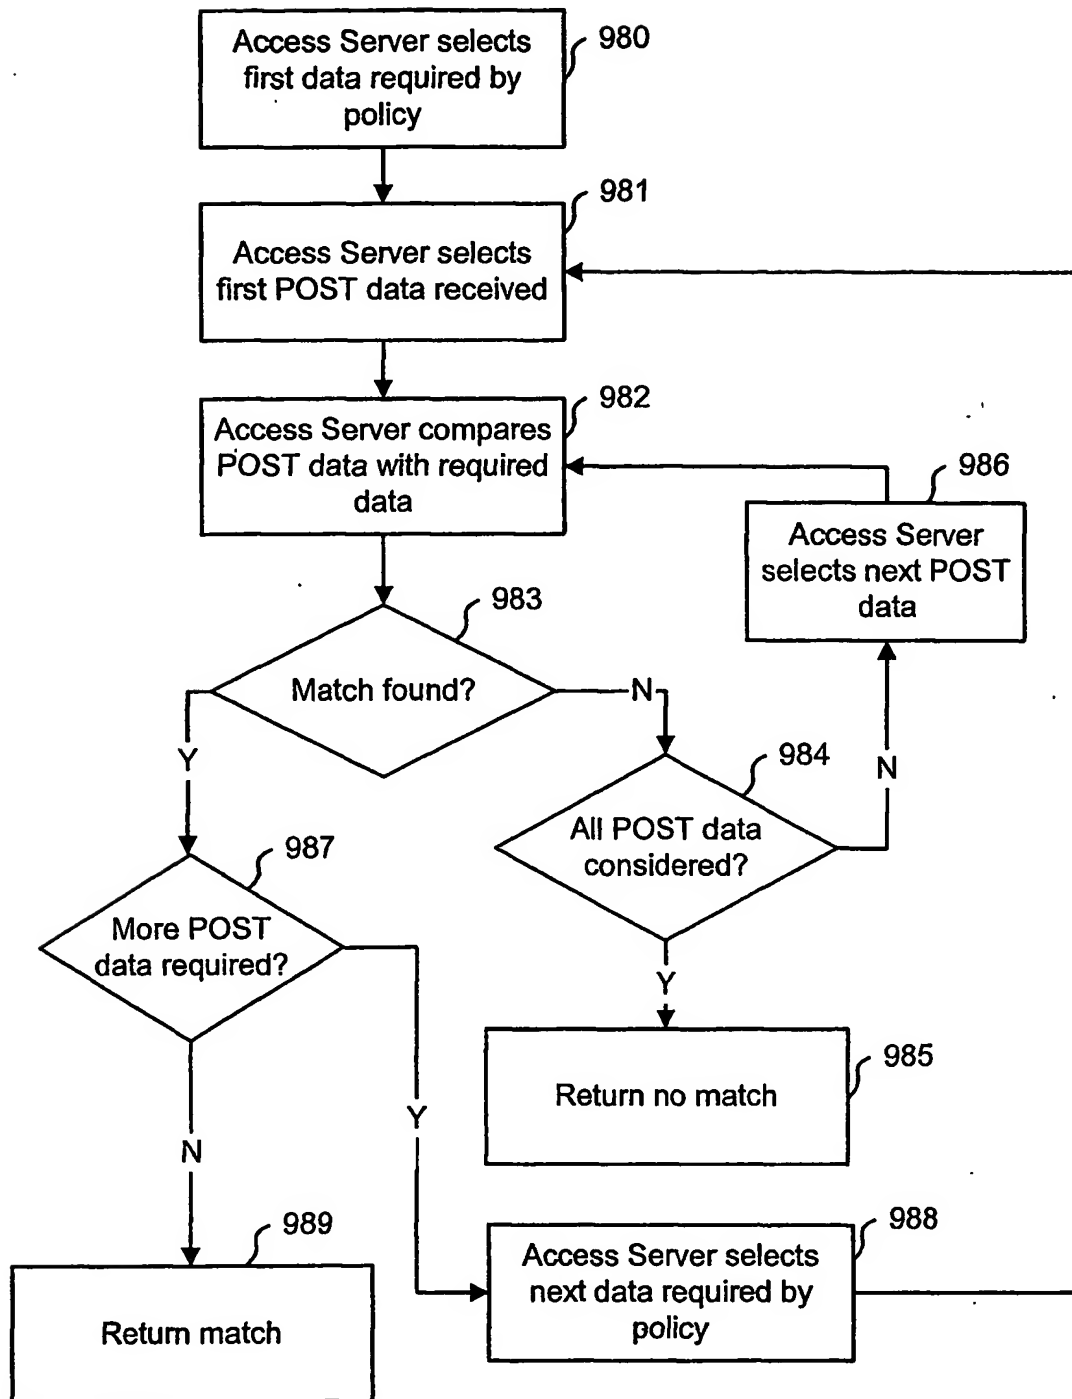 Access Server selects
first data required by
policy
980
981
Access Server selects
first POST data received
982
Access Server compares
POST data with required
data
986
Access Server
selects next POST
data
983
Match found?
N
Y
984
All POST data
considered?
N
987
More POST
data required?
Y
985
Return no match
Y
N
989
Return match
988
Access Server selects
next data required by
policy